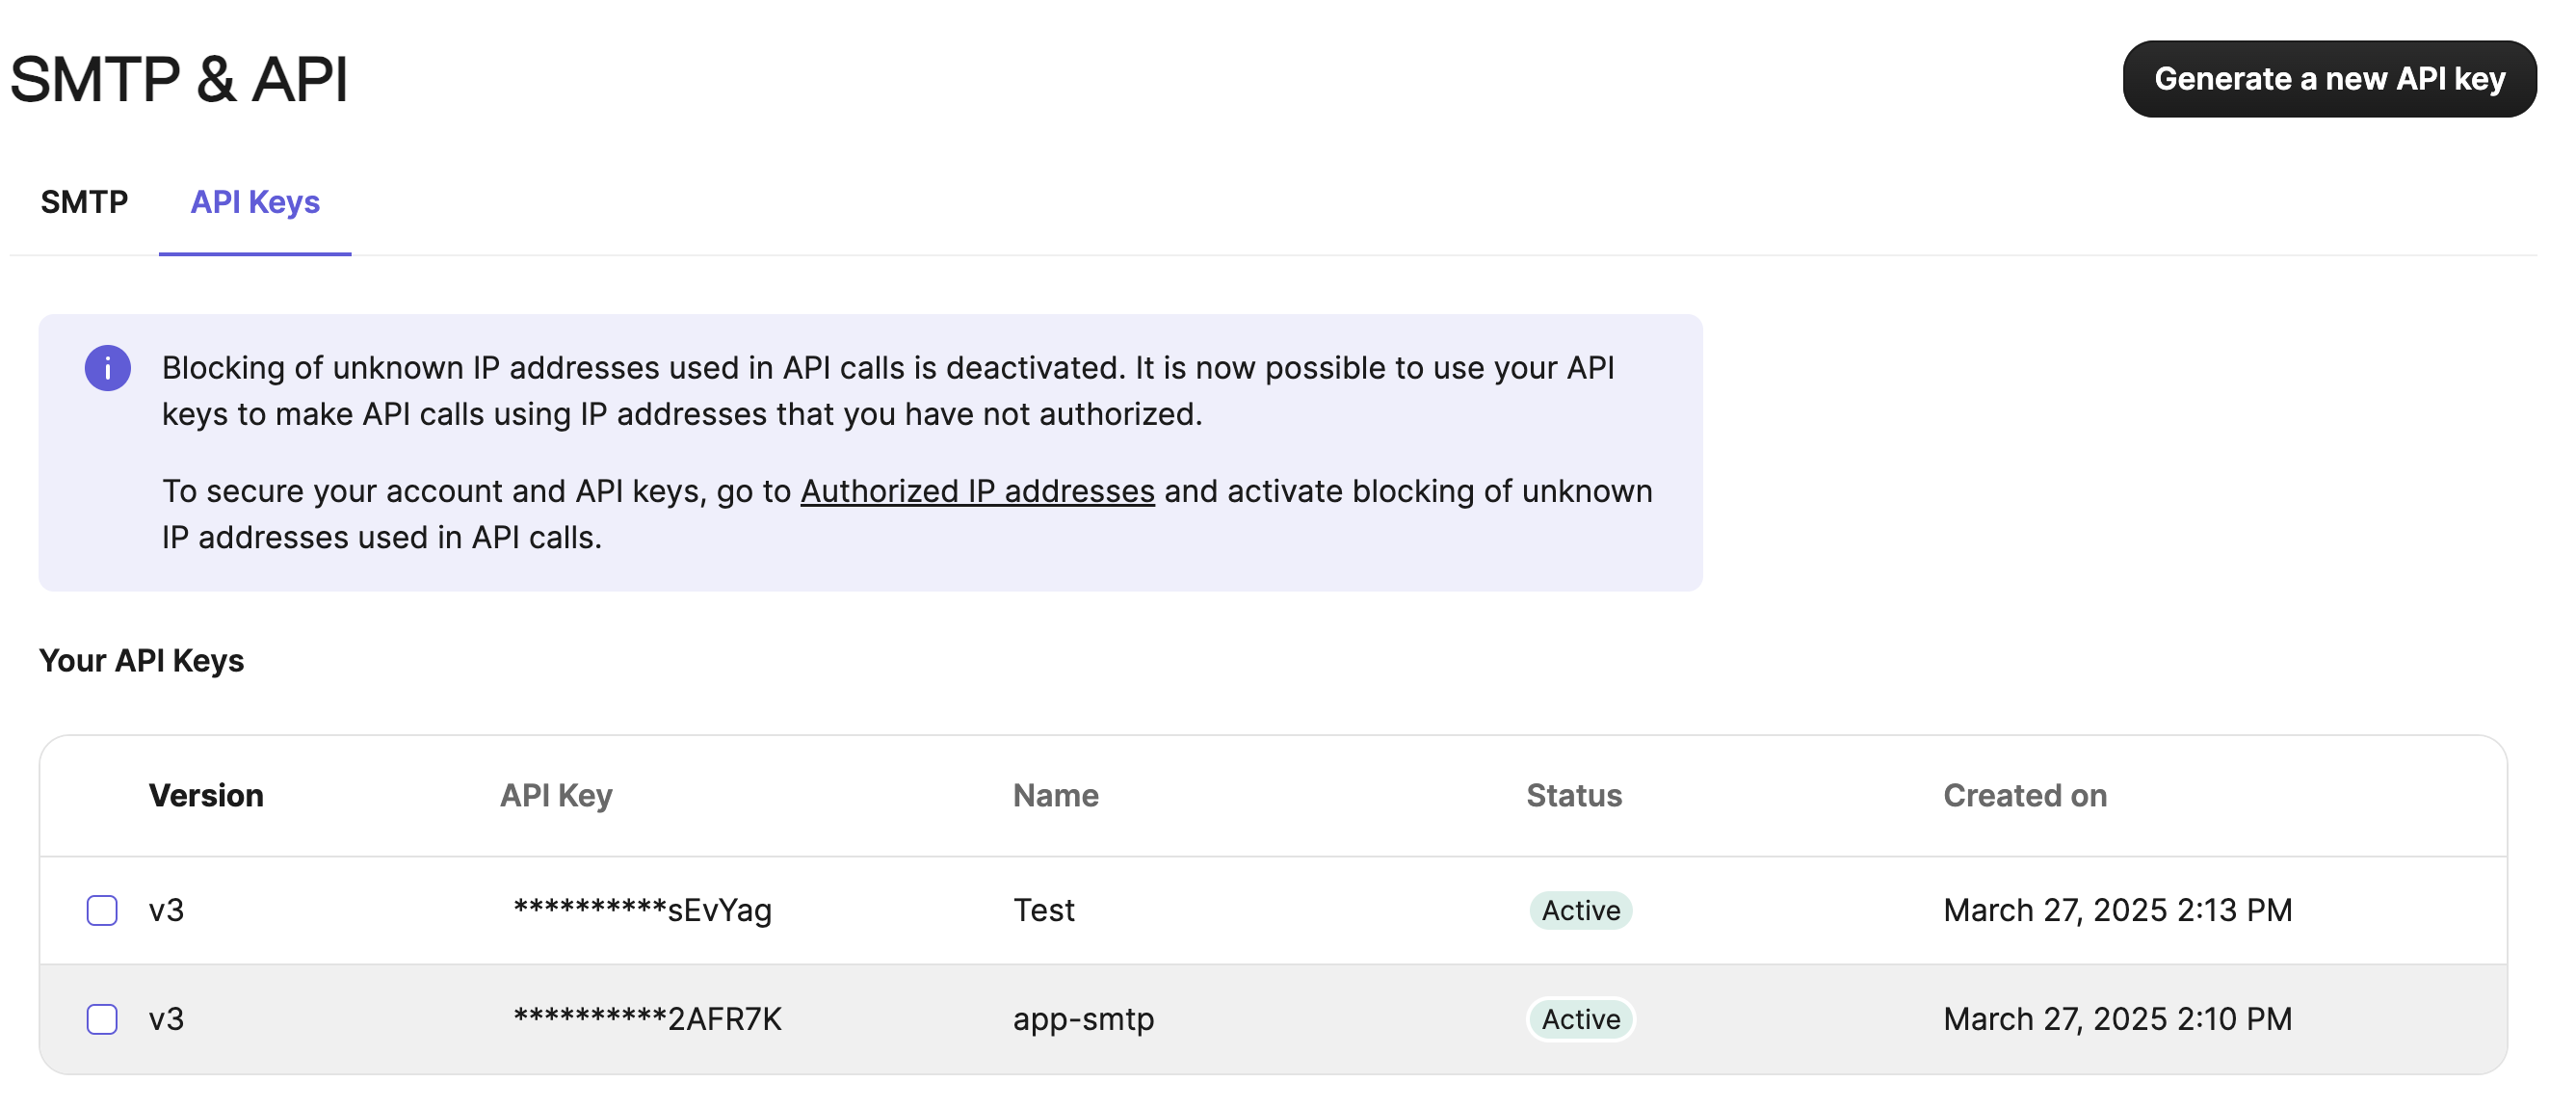 SMTP & API
Generate a new API key
SMTP
API Keys
Blocking of unknown IP addresses used in API calls is deactivated. It is now possible to use your API
keys to make API calls using IP addresses that you have not authorized.
To secure your account and API keys, go to Authorized IP addresses and activate blocking of unknown
IP addresses used in API calls.
Your API Keys
Version API Key Name Status Created on
v3 **********sEvYag Test Active March 27, 2025 2:13 PM
v3 **********2AFR7K app-smtp Active March 27, 2025 2:10 PM